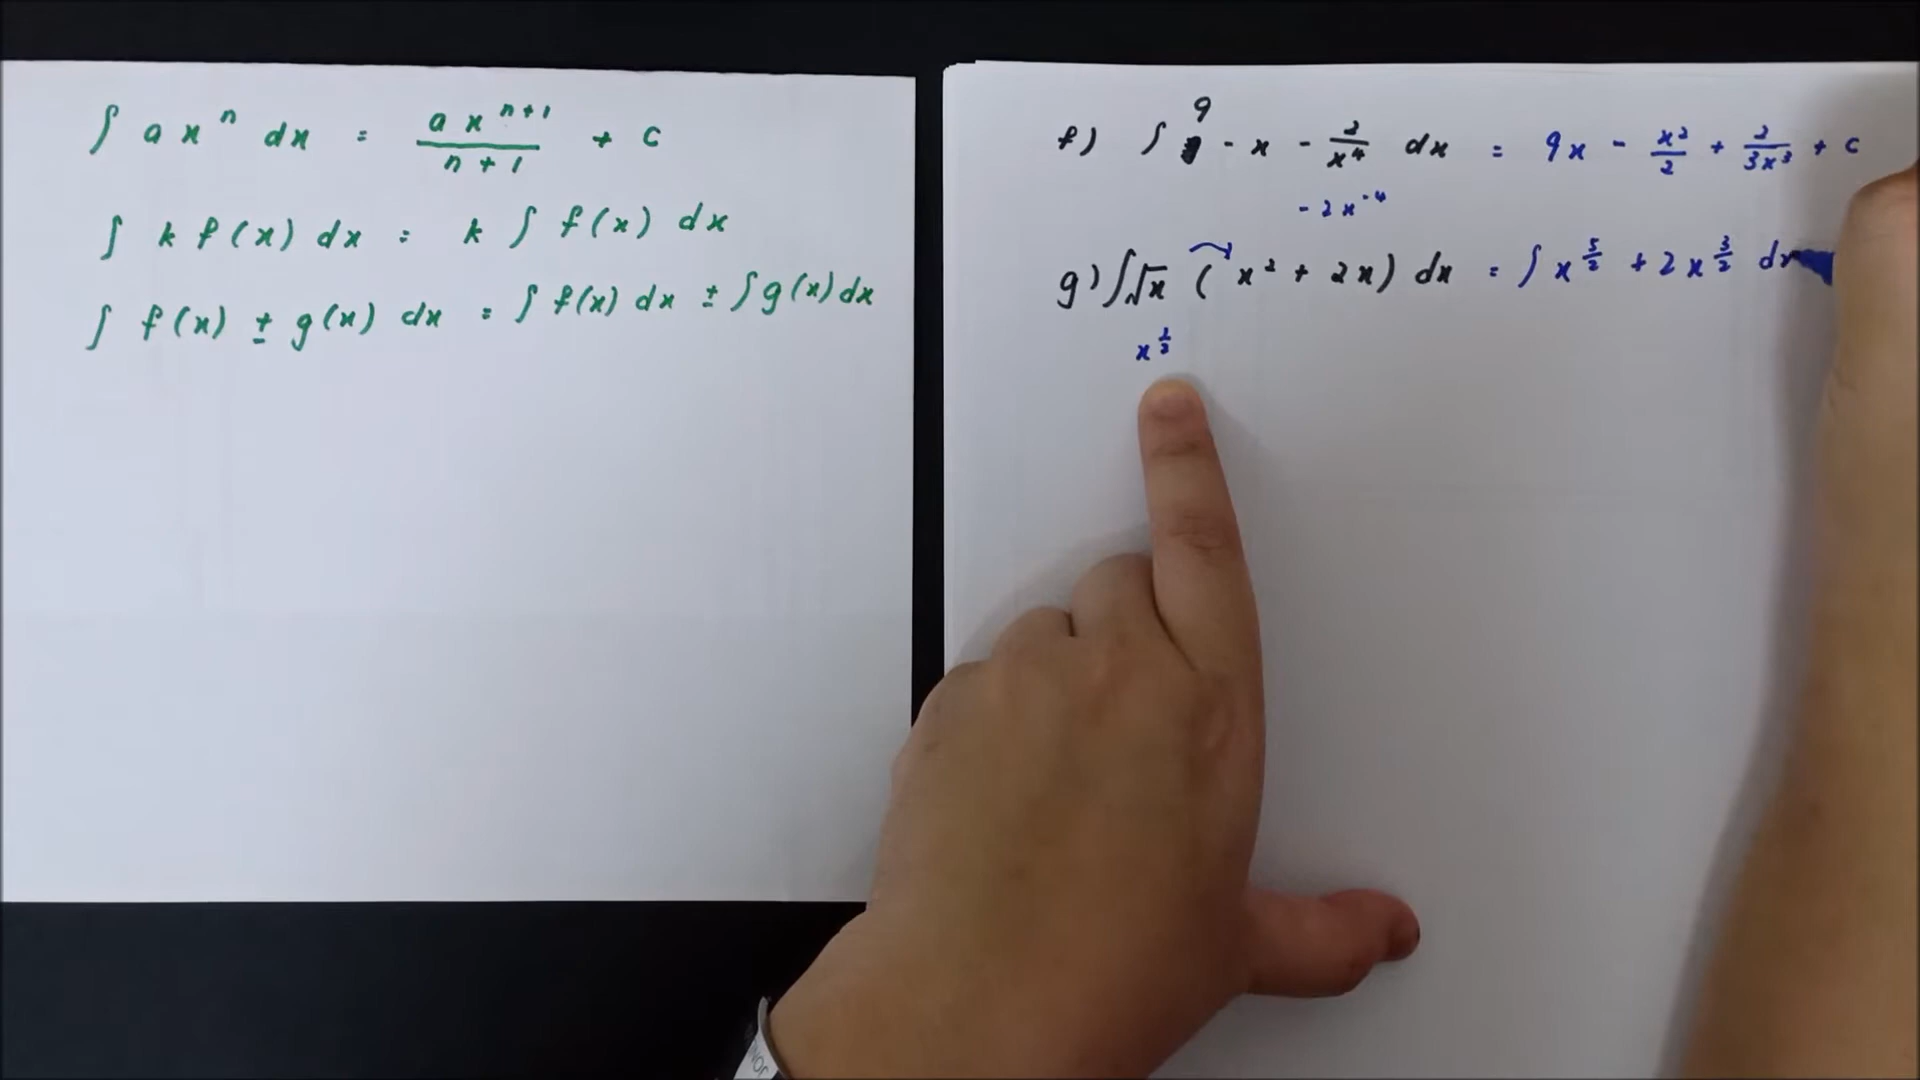 ∫ a x^n dx = a x^(n+1) / (n+1) + c
∫ k f(x) dx = k ∫ f(x) dx
∫ f(x) ± g(x) dx = ∫ f(x) dx ± ∫ g(x) dx
f) ∫ 9 - x - 2/x^4 dx = 9x - x^2/2 + 2/(3x^3) + c
-2x^-4
g) ∫ √x (x^2 + 2x) dx = ∫ x^(5/2) + 2x^(3/2) dx
x^(1/2)